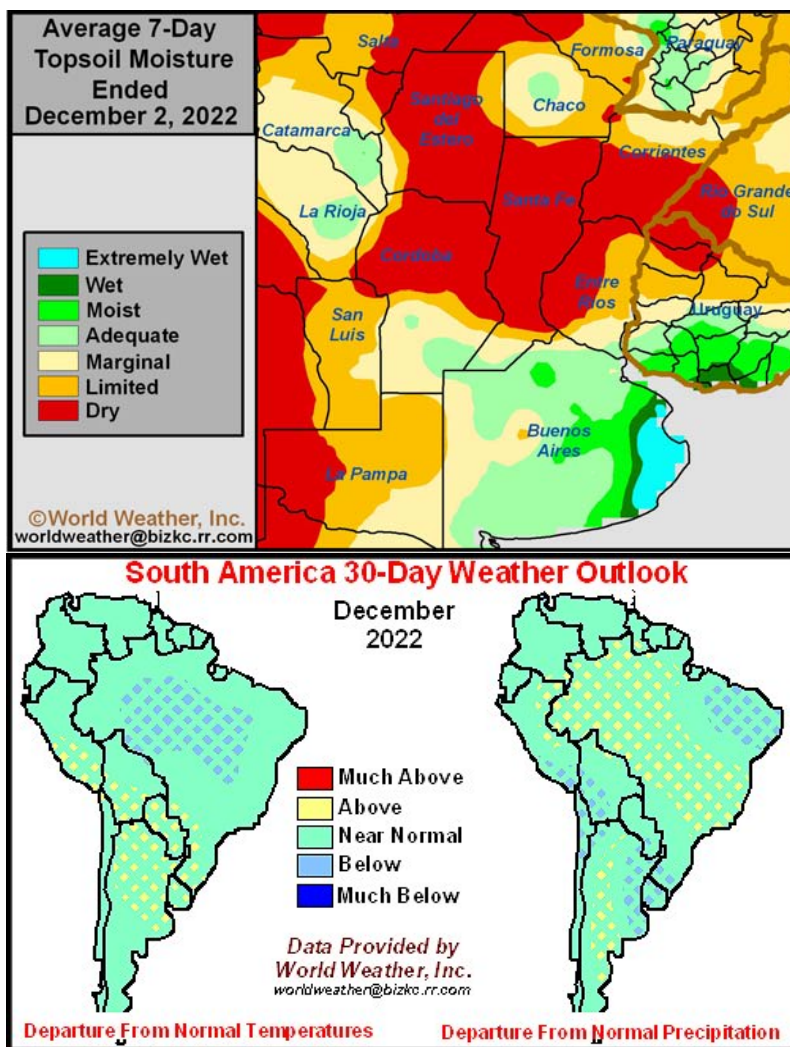 Average 7-Day
Topsoil Moisture
Ended
December 2, 2022
Extremely Wet
Wet
Moist
Adequate
Marginal
Limited
Dry
©World Weather, Inc.
worldweather@bizkc.rr.com
Salta
Formosa
Paraguay
Santiago
del
Estero
Chaco
Catamarca
Corrientes
La Rioja
Santa Fe
Rio Grande
do Sul
Cordoba
Entre
Rios
San
Luis
Uruguay
Buenos
Aires
La Pampa
South America 30-Day Weather Outlook
December
2022
Much Above
Above
Near Normal
Below
Much Below
Data Provided by
World Weather, Inc.
worldweather@bizkc.rr.com
Departure From Normal Temperatures
Departure From Normal Precipitation